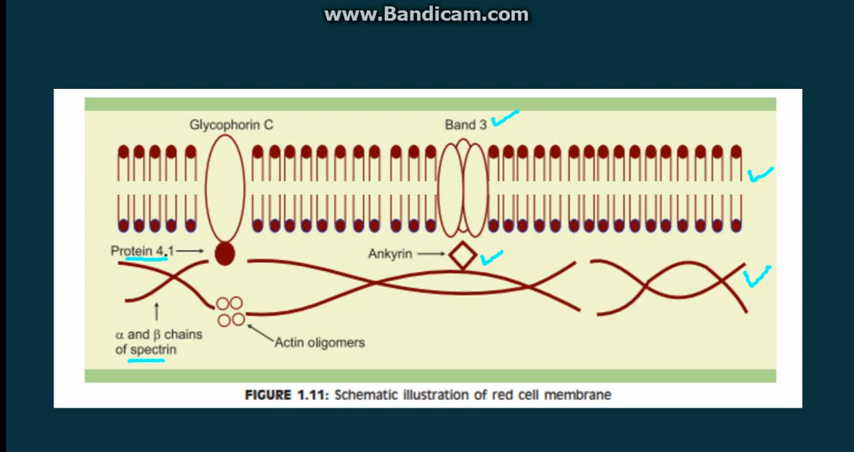 www.Bandicam.com
Glycophorin C
Band 3
Protein 4.1
Ankyrin
α and β chains
of spectrin
Actin oligomers
FIGURE 1.11: Schematic illustration of red cell membrane